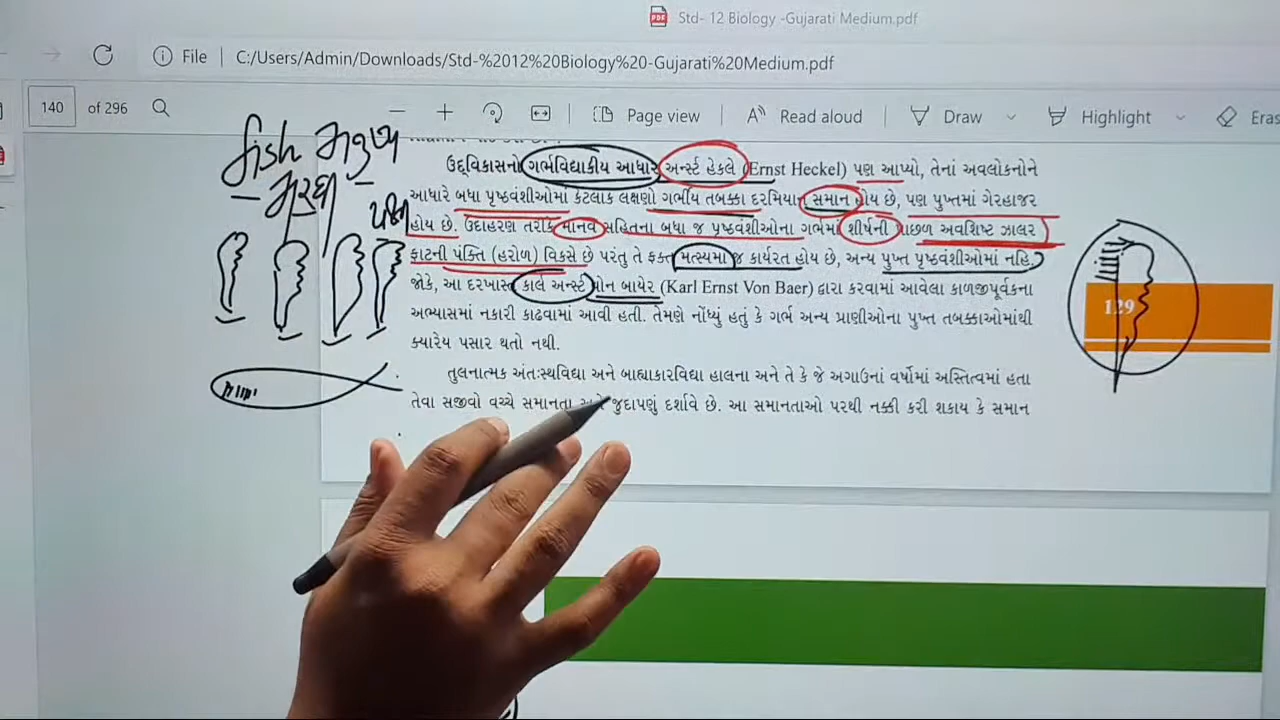 Std- 12 Biology -Gujarati Medium.pdf
File C:/Users/Admin/Downloads/Std-%2012%20Biology%20-Gujarati%20Medium.pdf
140 of 296 Page view Read aloud Draw Highlight Eras
fish મનુષ્ય
મરઘી
ઉદ્દવિકાસનો ગર્ભવિદ્યાકીય આધાર અર્ન્સ્ટ હેકલે (Ernst Heckel) પણ આપ્યો, તેનાં અવલોકનોને
આધારે બધા પૃષ્ઠવંશીઓમાં કેટલાક લક્ષણો ગર્ભીય તબક્કા દરમિયાન સમાન હોય છે, પણ પુખ્તમાં ગેરહાજર
હોય છે. ઉદાહરણ તરીકે માનવ સહિતના બધા જ પૃષ્ઠવંશીઓના ગર્ભમાં શીર્ષની પાછળ અવશિષ્ટ ઝાલર
ફાટની પંક્તિ (હરોળ) વિકસે છે પરંતુ તે ફક્ત મત્સ્યમાં જ કાર્યરત હોય છે, અન્ય પુખ્ત પૃષ્ઠવંશીઓમાં નહિ.
જોકે, આ દરખાસ્ત કાર્લ અર્ન્સ્ટ વોન બાયેર (Karl Ernst Von Baer) દ્વારા કરવામાં આવેલા કાળજીપૂર્વકના
અભ્યાસમાં નકારી કાઢવામાં આવી હતી. તેમણે નોંધ્યું હતું કે ગર્ભ અન્ય પ્રાણીઓના પુખ્ત તબક્કાઓમાંથી
ક્યારેય પસાર થતો નથી.
129
તુલનાત્મક અંતઃસ્થવિદ્યા અને બાહ્યાકારવિદ્યા હાલના અને તે કે જે અગાઉનાં વર્ષોમાં અસ્તિત્વમાં હતા
તેવા સજીવો વચ્ચે સમાનતા અને જુદાપણું દર્શાવે છે. આ સમાનતાઓ પરથી નક્કી કરી શકાય કે સમાન